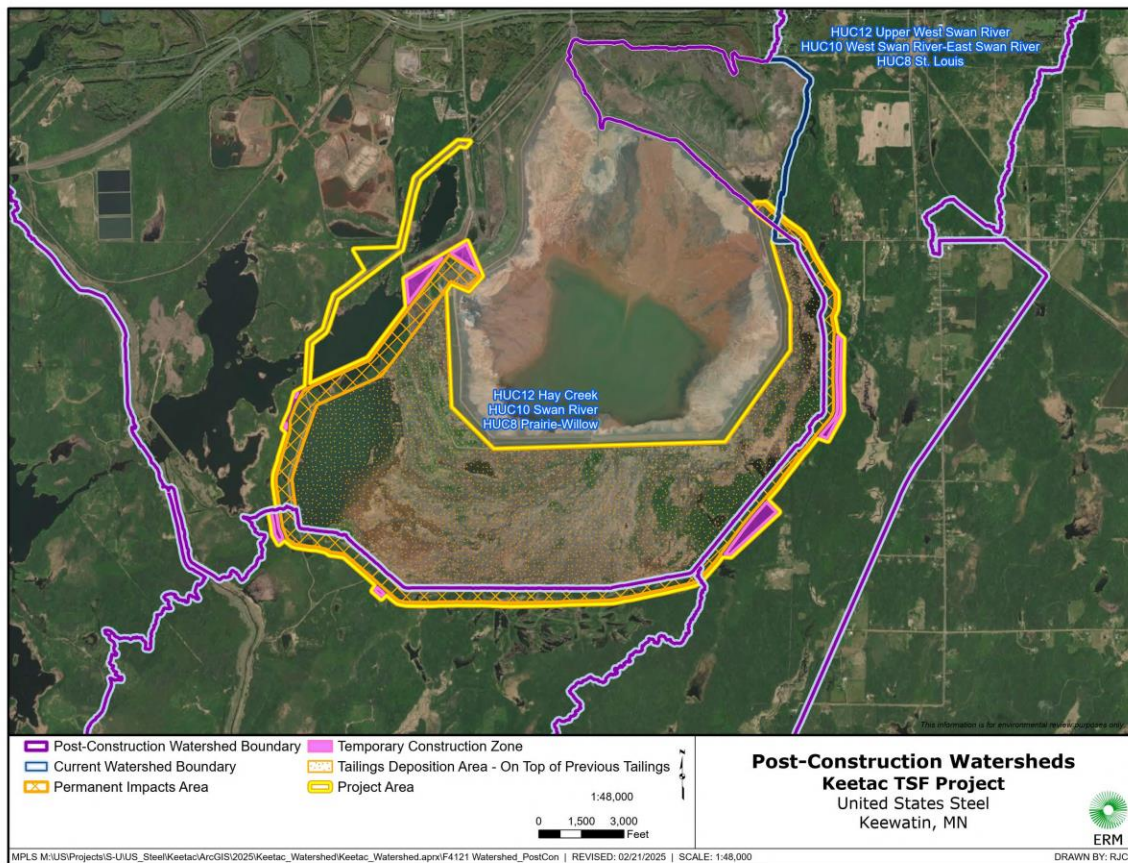 HUC12 Upper West Swan River
HUC10 West Swan River-East Swan River
HUC8 St. Louis
HUC12 Hay Creek
HUC10 Swan River
HUC8 Prairie-Willow
This information is for environmental review purposes only.
Post-Construction Watershed Boundary
Current Watershed Boundary
Permanent Impacts Area
Temporary Construction Zone
Tailings Deposition Area - On Top of Previous Tailings
Project Area
1:48,000
0 1,500 3,000
Feet
Post-Construction Watersheds
Keetac TSF Project
United States Steel
Keewatin, MN
ERM
MPLS M:\US\Projects\S-U\US_Steel\Keetac\ArcGIS\2025\Keetac_Watershed\Keetac_Watershed.aprx\F4121 Watershed_PostCon | REVISED: 02/21/2025 | SCALE: 1:48,000
DRAWN BY: RJC